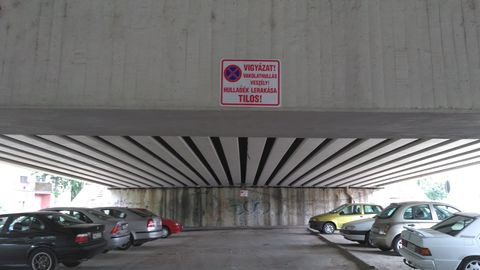 VIGYÁZAT!
VAKOLATHULLÁS
VESZÉLY!
HULLADÉK LERAKÁSA
TILOS!